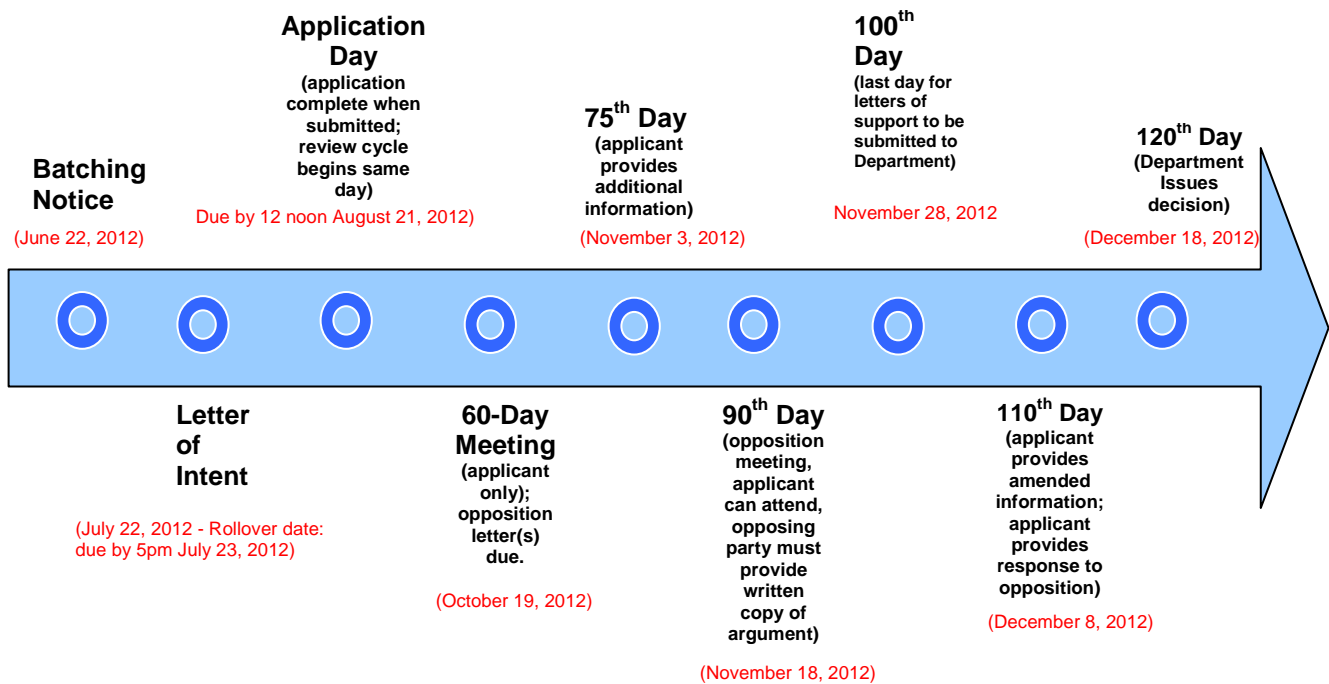 Batching
Notice
(June 22, 2012)
Letter
of
Intent
(July 22, 2012 - Rollover date:
due by 5pm July 23, 2012)
Application
Day
(application
complete when
submitted;
review cycle
begins same
day)
Due by 12 noon August 21, 2012)
60-Day
Meeting
(applicant
only);
opposition
letter(s)
due.
(October 19, 2012)
75th Day
(applicant
provides
additional
information)
(November 3, 2012)
90th Day
(opposition
meeting,
applicant
can attend,
opposing
party must
provide
written
copy of
argument)
(November 18, 2012)
100th
Day
(last day for
letters of
support to be
submitted to
Department)
November 28, 2012
110th Day
(applicant
provides
amended
information;
applicant
provides
response to
opposition)
(December 8, 2012)
120th Day
(Department
Issues
decision)
(December 18, 2012)